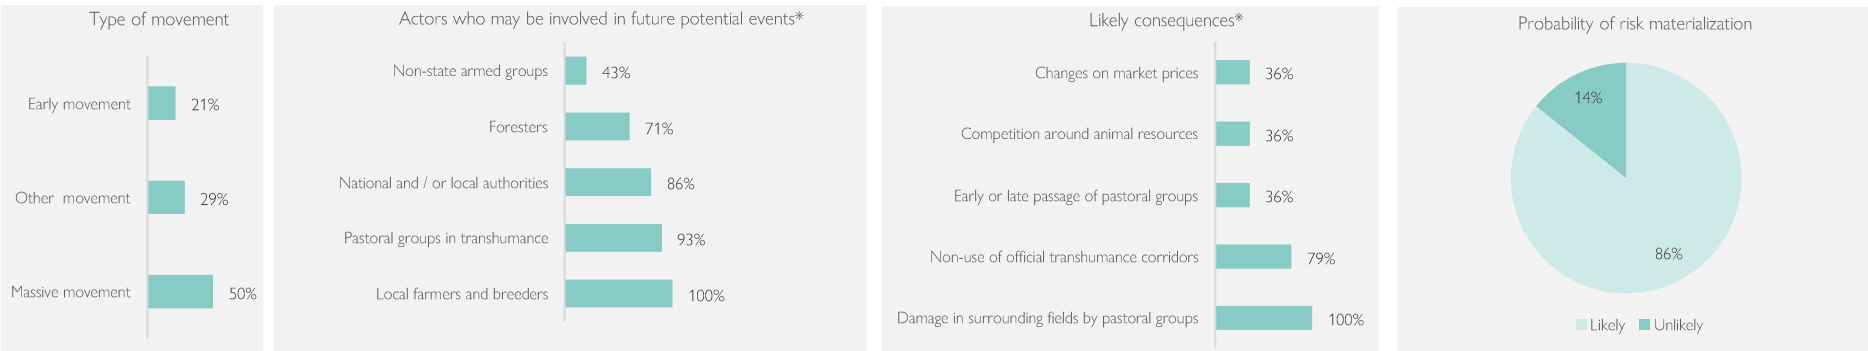 Type of movement
Early movement 21%
Other movement 29%
Massive movement 50%
Actors who may be involved in future potential events*
Non-state armed groups 43%
Foresters 71%
National and / or local authorities 86%
Pastoral groups in transhumance 93%
Local farmers and breeders 100%
Likely consequences*
Changes on market prices 36%
Competition around animal resources 36%
Early or late passage of pastoral groups 36%
Non-use of official transhumance corridors 79%
Damage in surrounding fields by pastoral groups 100%
Probability of risk materialization
14%
86%
Likely Unlikely